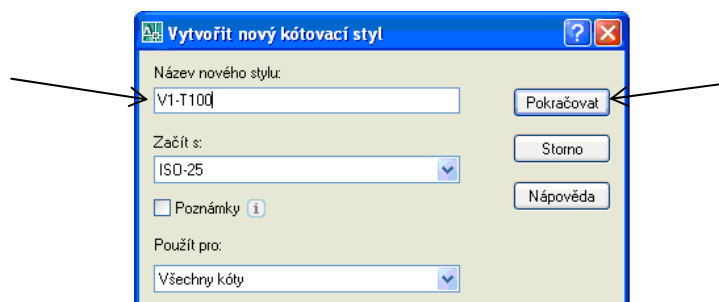 Vytvořit nový kótovací styl
Název nového stylu:
V1-T100
Pokračovat
Začít s:
Storno
ISO-25
Nápověda
Poznámky
Použít pro:
Všechny kóty